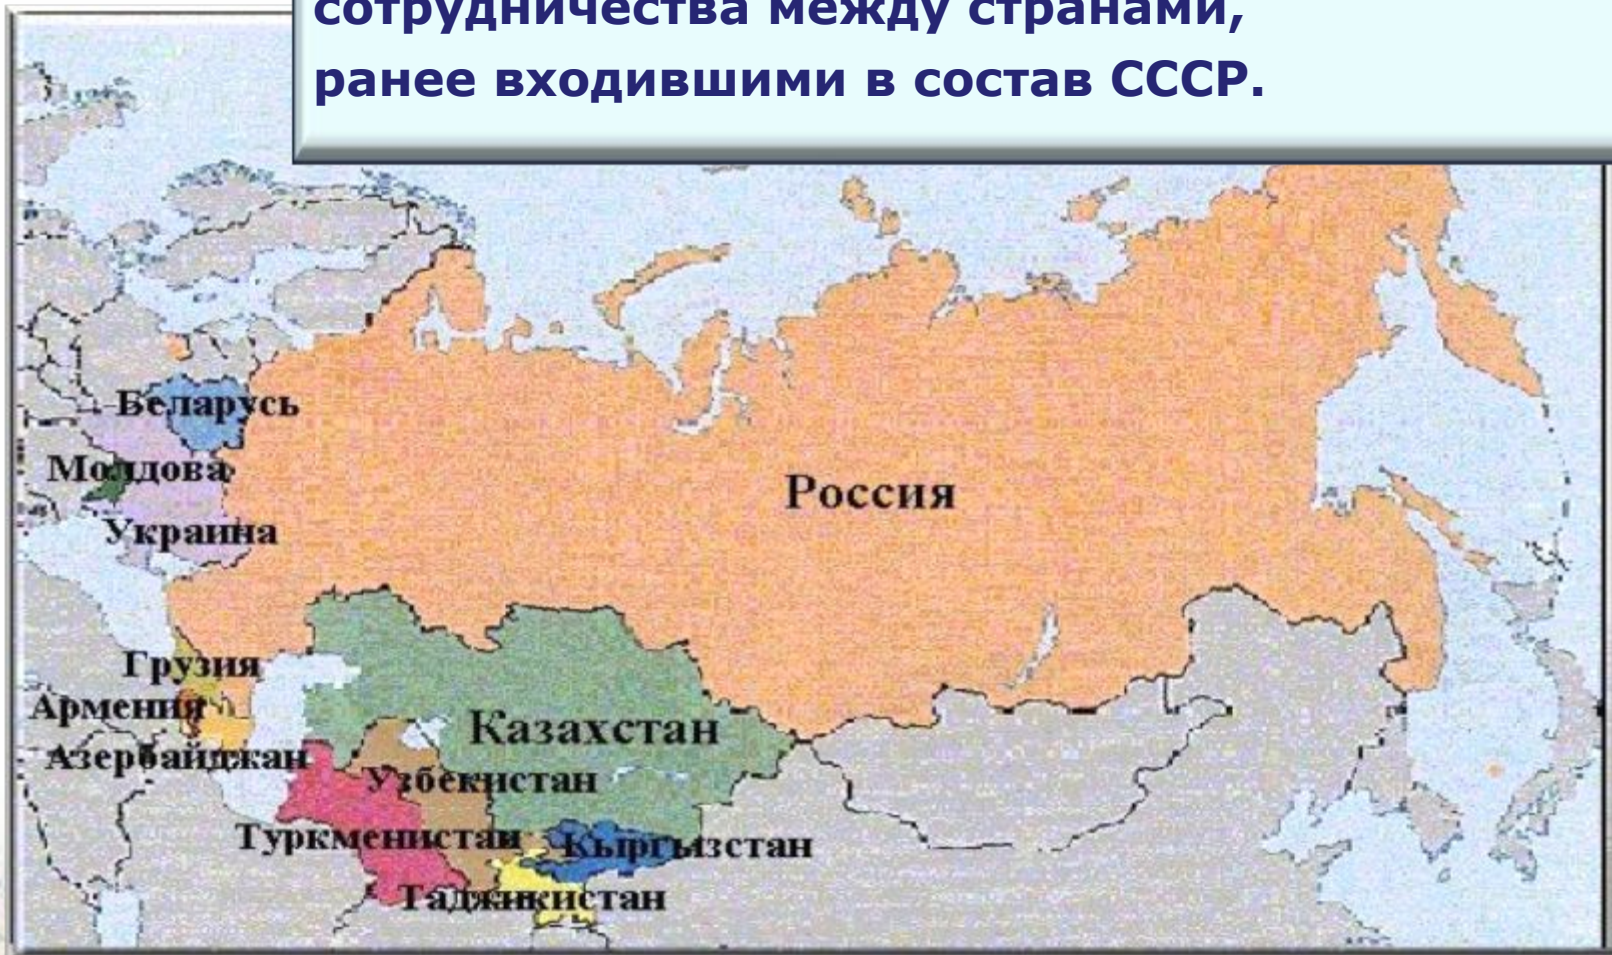 сотрудничества между странами,
ранее входившими в состав СССР.
Беларусь
Молдова
Россия
Украина
Грузия
Армения
Казахстан
Азербайджан
Узбекистан
Туркменистан
Кыргызстан
Таджикистан